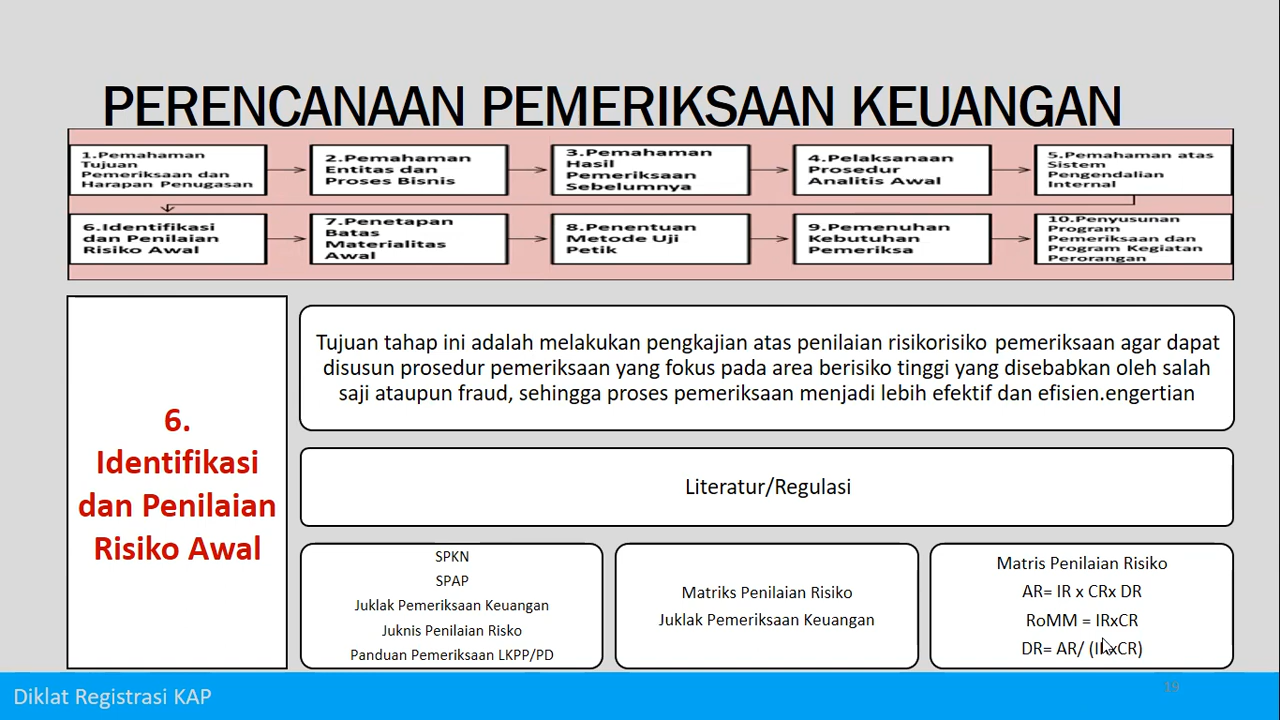 PERENCANAAN PEMERIKSAAN KEUANGAN
1.Pemahaman
Tujuan
Pemeriksaan dan
Harapan Penugasan
2.Pemahaman
Entitas dan
Proses Bisnis
3.Pemahaman
Hasil
Pemeriksaan
Sebelumnya
4.Pelaksanaan
Prosedur
Analitis Awal
5.Pemahaman atas
Sistem
Pengendalian
Internal
6.Identifikasi
dan Penilaian
Risiko Awal
7.Penetapan
Batas
Materialitas
Awal
8.Penentuan
Metode Uji
Petik
9.Pemenuhan
Kebutuhan
Pemeriksa
10.Penyusunan
Program
Pemeriksaan dan
Program Kegiatan
Perorangan
6.
Identifikasi
dan Penilaian
Risiko Awal
Tujuan tahap ini adalah melakukan pengkajian atas penilaian risikorisiko pemeriksaan agar dapat
disusun prosedur pemeriksaan yang fokus pada area berisiko tinggi yang disebabkan oleh salah
saji ataupun fraud, sehingga proses pemeriksaan menjadi lebih efektif dan efisien.engertian
Literatur/Regulasi
SPKN
SPAP
Juklak Pemeriksaan Keuangan
Juknis Penilaian Risko
Panduan Pemeriksaan LKPP/PD
Matriks Penilaian Risiko
Juklak Pemeriksaan Keuangan
Matris Penilaian Risiko
AR= IR x CRx DR
RoMM = IRxCR
DR= AR/ (IRxCR)
Diklat Registrasi KAP
19